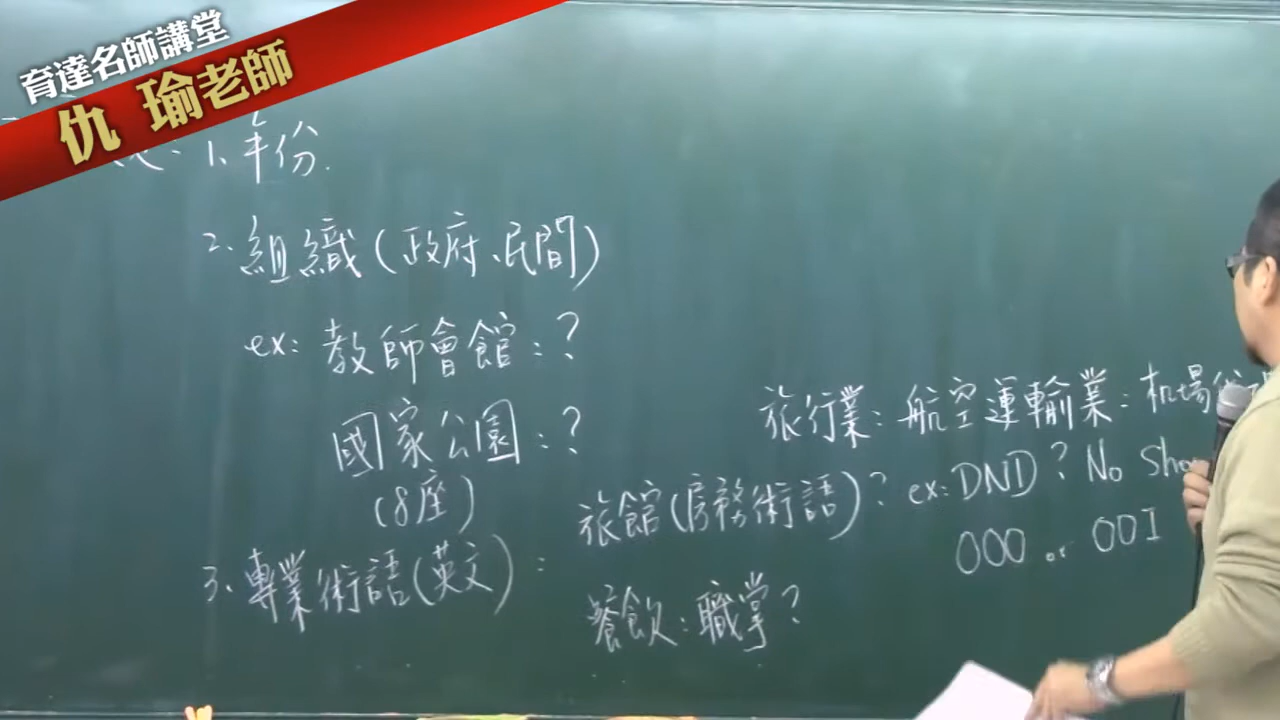 育達名師講堂
仇 瑜老師
1、年份.
2、組織(政府、民間)
ex: 教師會館:?
國家公園:?
(8座)
3、專業術語(英文):
旅行業:航空運輸業:机場
旅館(房務術語)? ex:DND? No Sho
OOO or OOI
餐飲:職掌?